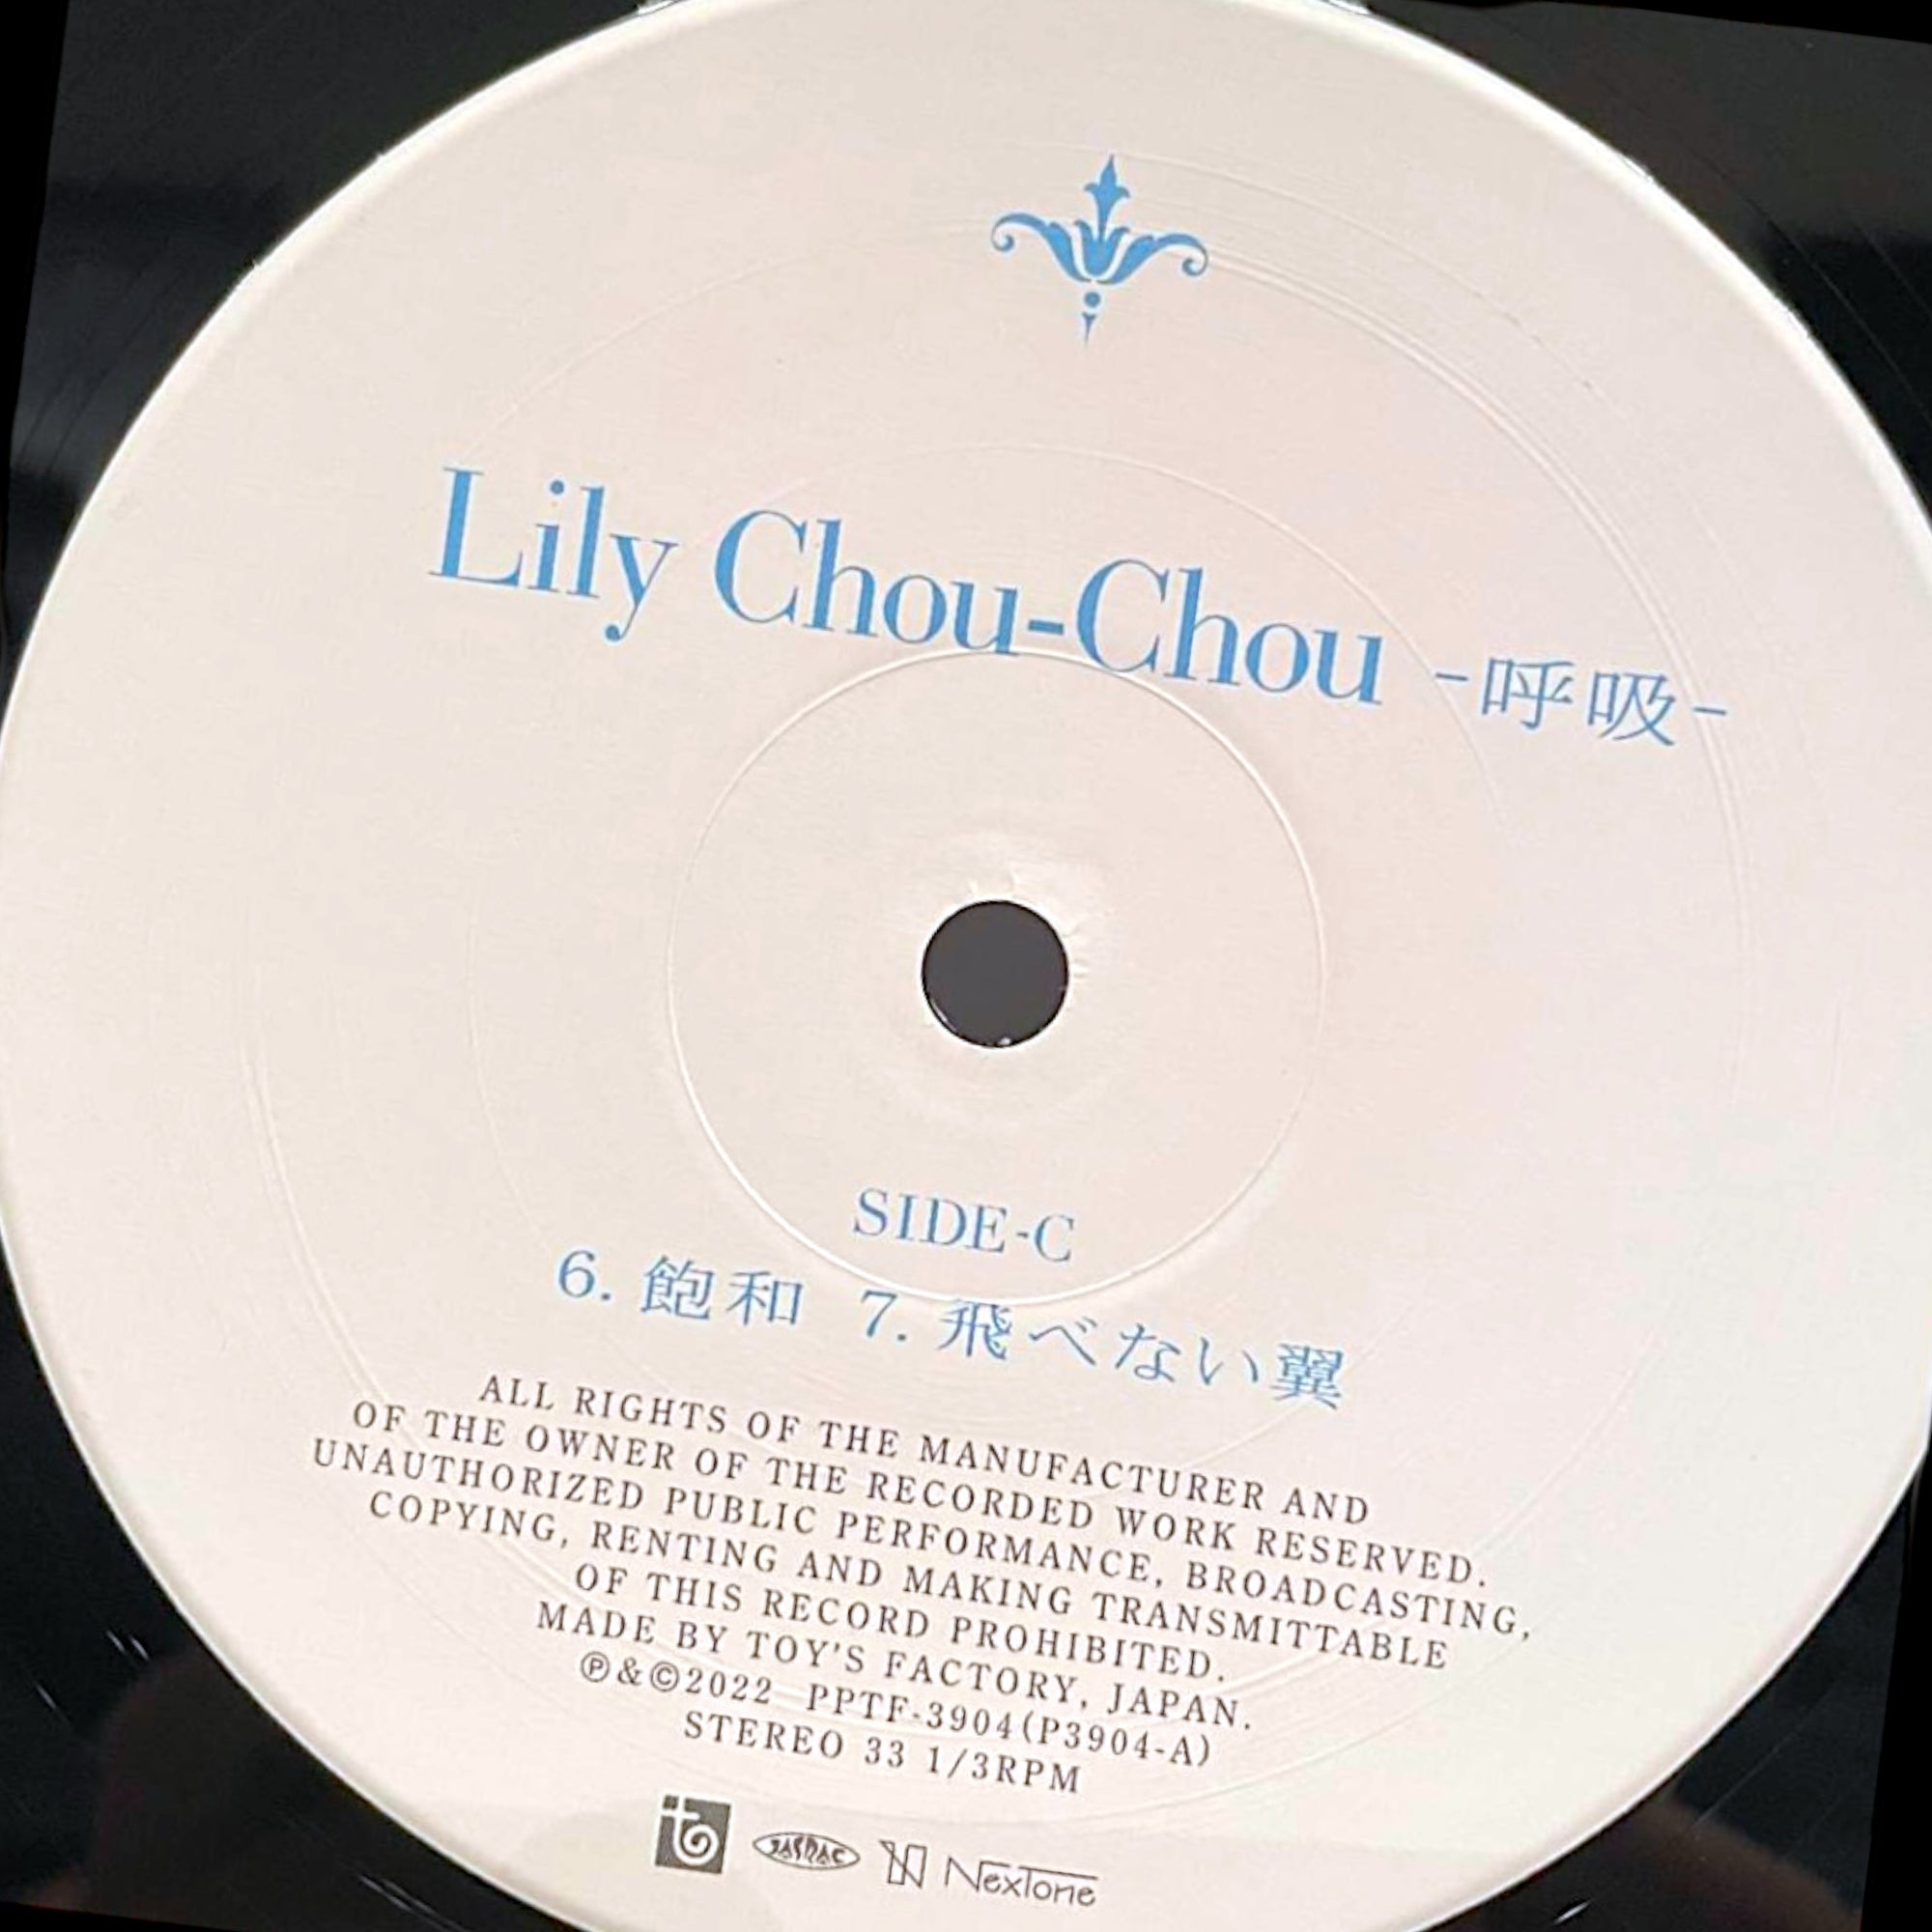 Lily Chou-Chou -呼吸-
SIDE-C
6. 飽和 7. 飛べない翼
ALL RIGHTS OF THE MANUFACTURER AND
OF THE OWNER OF THE RECORDED WORK RESERVED.
UNAUTHORIZED PUBLIC PERFORMANCE, BROADCASTING,
COPYING, RENTING AND MAKING TRANSMITTABLE
OF THIS RECORD PROHIBITED.
MADE BY TOY'S FACTORY, JAPAN.
℗&©2022 PPTF-3904(P3904-A)
STEREO 33 1/3RPM
JASRAC NexTone